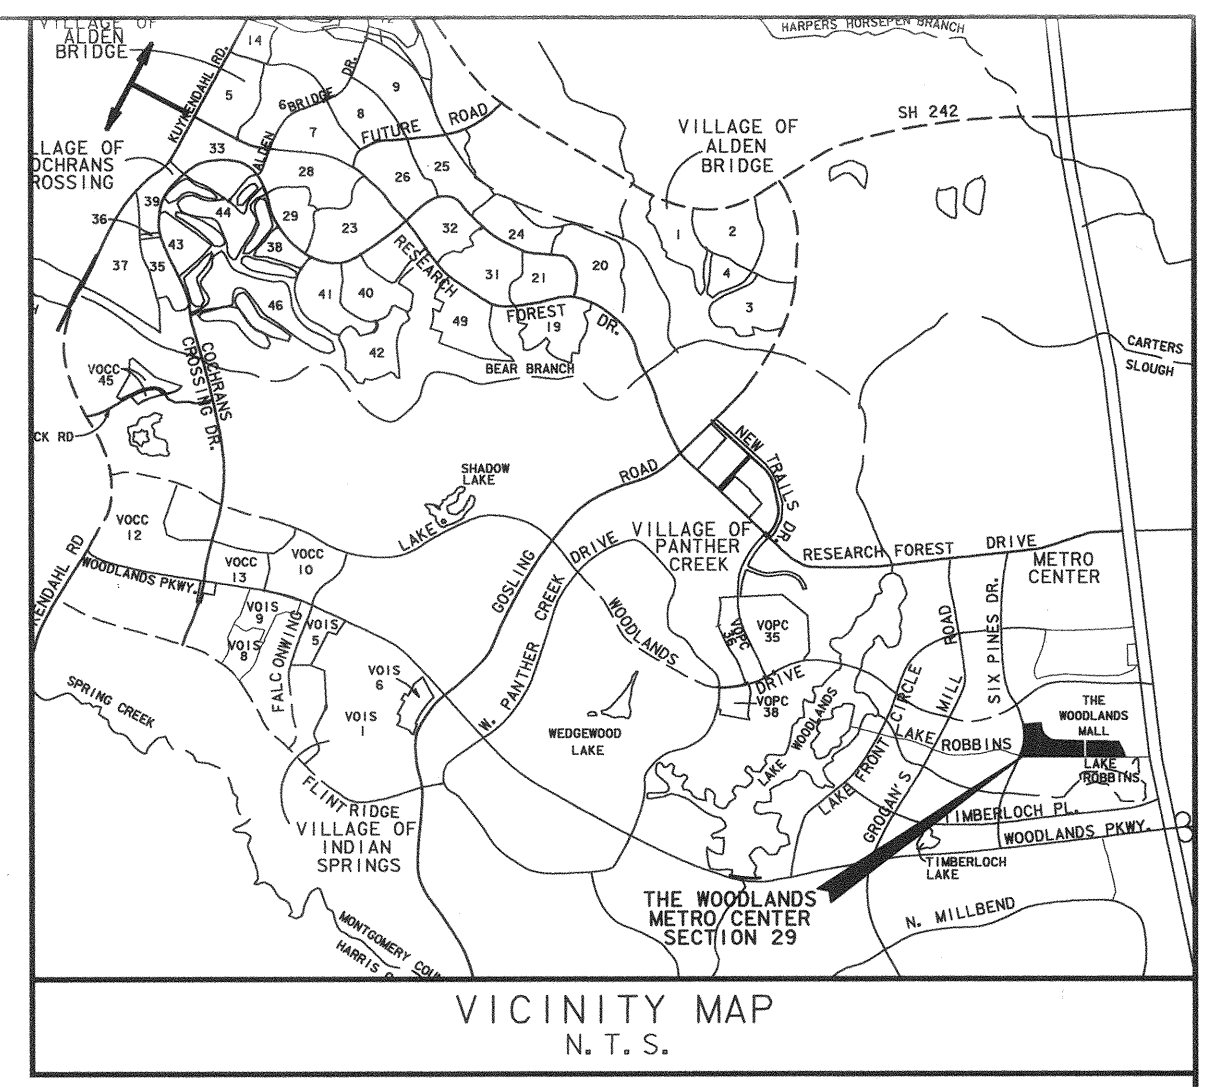 VILLAGE OF
ALDEN
BRIDGE
HARPERS HORSEPEN BRANCH
14
5
6
7
8
9
KUYKENDAHL RD.
ALDEN
BRIDGE
DR.
FUTURE
ROAD
SH 242
VILLAGE OF
ALDEN
BRIDGE
LLAGE OF
OCHRANS
ROSSING
33
28
26
25
39
44
29
36
43
38
23
32
24
37
35
46
41
40
31
21
20
1
2
4
3
RESEARCH
FOREST
DR.
49
19
42
BEAR BRANCH
CARTERS
SLOUGH
VOCC
45
COCHRANS
CROSSING DR.
CK RD
NEW TRAILS DR.
SHADOW
LAKE
ROAD
VOCC
12
LAKE
VILLAGE OF
PANTHER
CREEK
DRIVE
RESEARCH FOREST DRIVE
METRO
CENTER
KENDAHL RD
WOODLANDS PKWY.
VOCC
13
VOCC
10
GOSLING
W. PANTHER CREEK
WOODLANDS
VOIS
9
VOIS
8
FALCONWING
VOIS
5
VOIS
6
VOIS
1
VOPC
36
VOPC
35
DRIVE
VOPC
38
ROAD
SIX PINES DR.
SPRING CREEK
WEDGEWOOD
LAKE
LAKE WOODLANDS
LAKE FRONT CIRCLE
GROGAN'S MILL
LAKE ROBBINS
THE
WOODLANDS
MALL
LAKE
ROBBINS
FLINTRIDGE
VILLAGE OF
INDIAN
SPRINGS
TIMBERLOCH PL.
WOODLANDS PKWY.
TIMBERLOCH
LAKE
THE WOODLANDS
METRO CENTER
SECTION 29
N. MILLBEND
MONTGOMERY COUN
HARRIS C
VICINITY MAP
N. T. S.